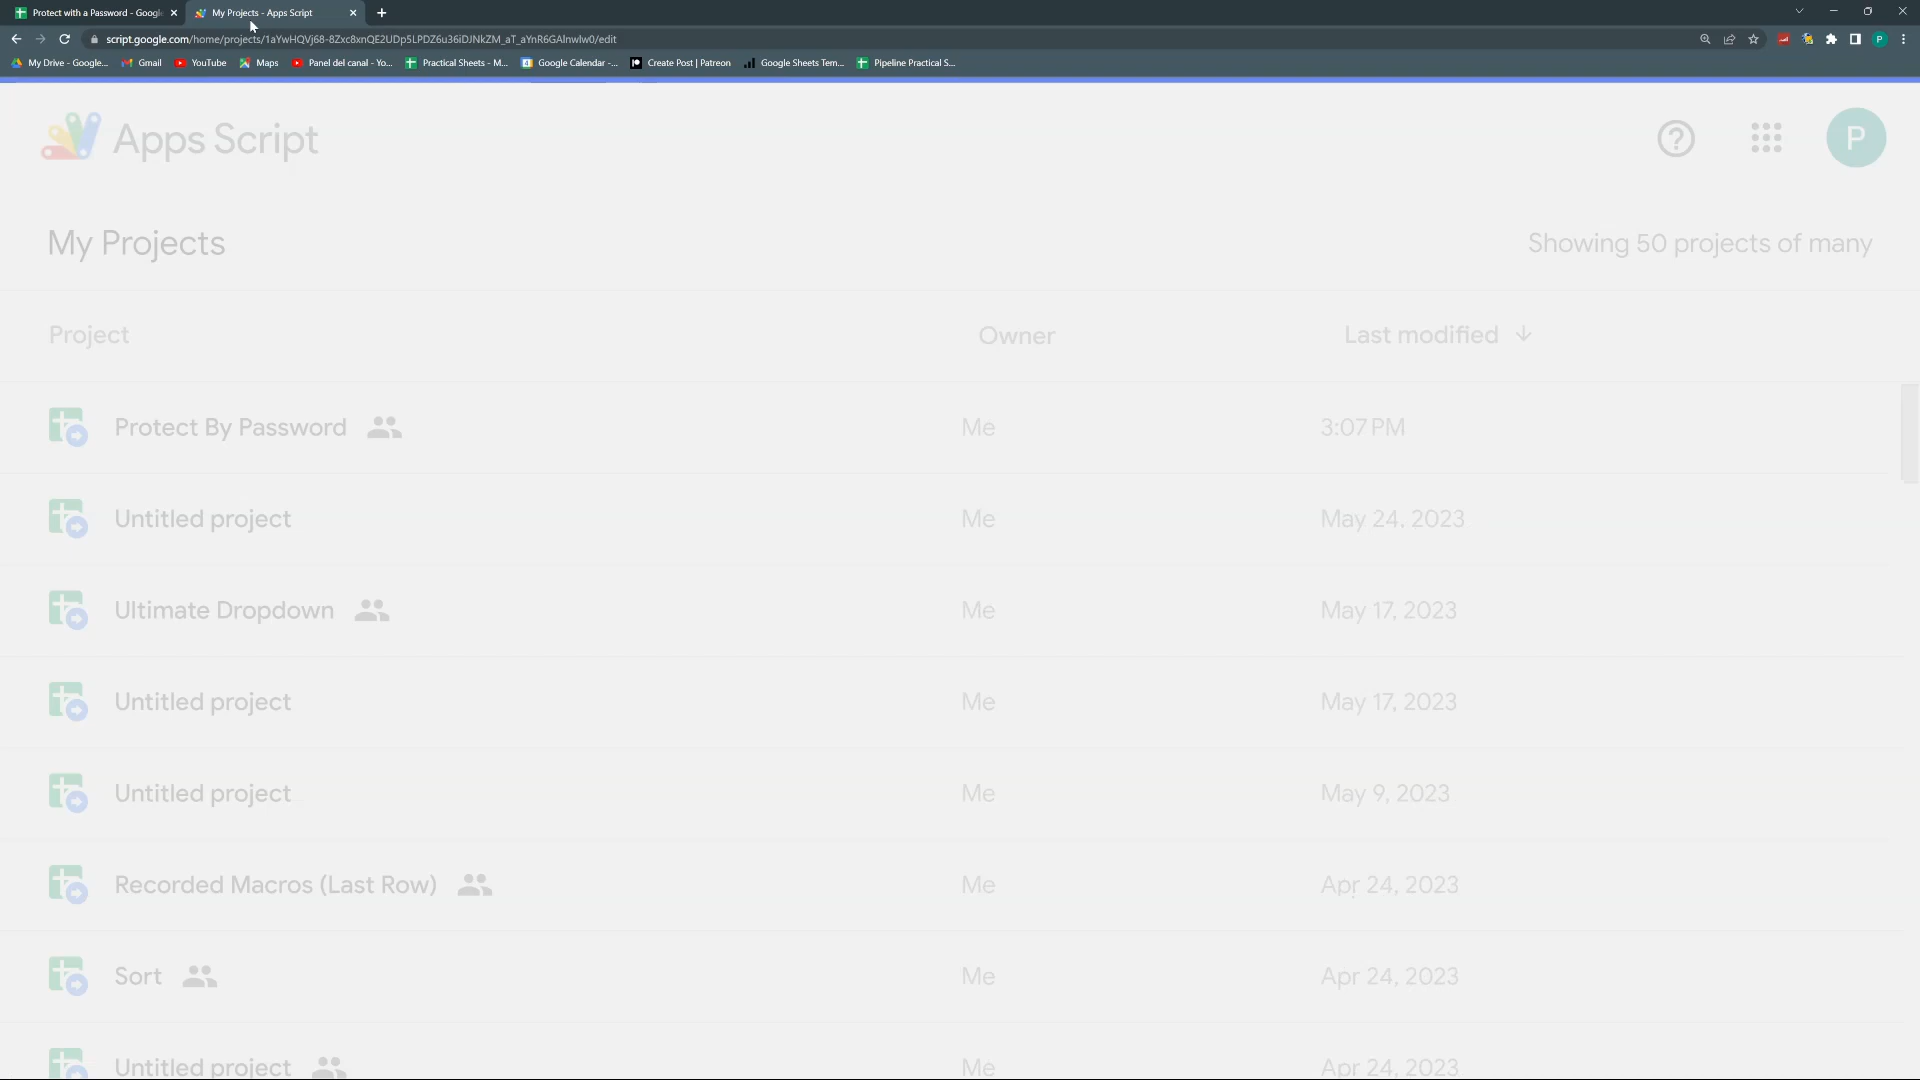 Protect with a Password - Googl
My Projects - Apps Script
script.google.com/home/projects/1aYwHQVj68-8Zxc8xnQE2UDp5LPDZ6u36iDJNkZM_aT_aYnR6GAlnwlw0/edit
My Drive - Google...
Gmail
YouTube
Maps
Panel del canal - Yo...
Practical Sheets - M...
Google Calendar -...
Create Post | Patreon
Google Sheets Tem...
Pipeline Practical S...
P
Apps Script
P
My Projects
Showing 50 projects of many
Project Owner Last modified
Protect By Password Me 3:07 PM
Untitled project Me May 24, 2023
Ultimate Dropdown Me May 17, 2023
Untitled project Me May 17, 2023
Untitled project Me May 9, 2023
Recorded Macros (Last Row) Me Apr 24, 2023
Sort Me Apr 24, 2023
Untitled project Me Apr 24, 2023